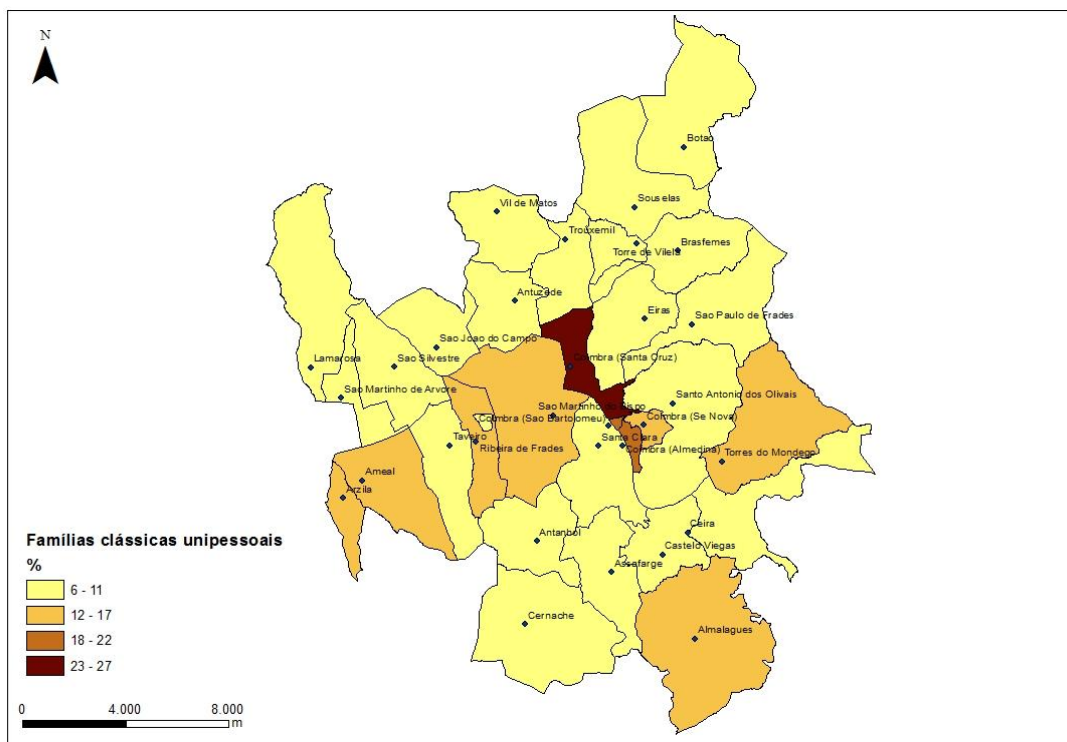 N
Botao
Vil de Matos
Souselas
Trouxemil
Torre de Vilela
Brasfemes
Antuzede
Eiras
Sao Paulo de Frades
Sao Joao do Campo
Coimbra (Santa Cruz)
Lamarosa
Sao Silvestre
Sao Martinho de Arvore
Santo Antonio dos Olivais
Sao Martinho do Bispo
Coimbra (Se Nova)
Coimbra (Sao Bartolomeu)
Taveiro
Santa Clara
Coimbra (Almedina)
Ribeira de Frades
Torres do Mondego
Ameal
Arzila
Ceira
Antanhol
Castelo Viegas
Assafarge
Cernache
Almalagues
Famílias clássicas unipessoais
%
6 - 11
12 - 17
18 - 22
23 - 27
0 4.000 8.000
m